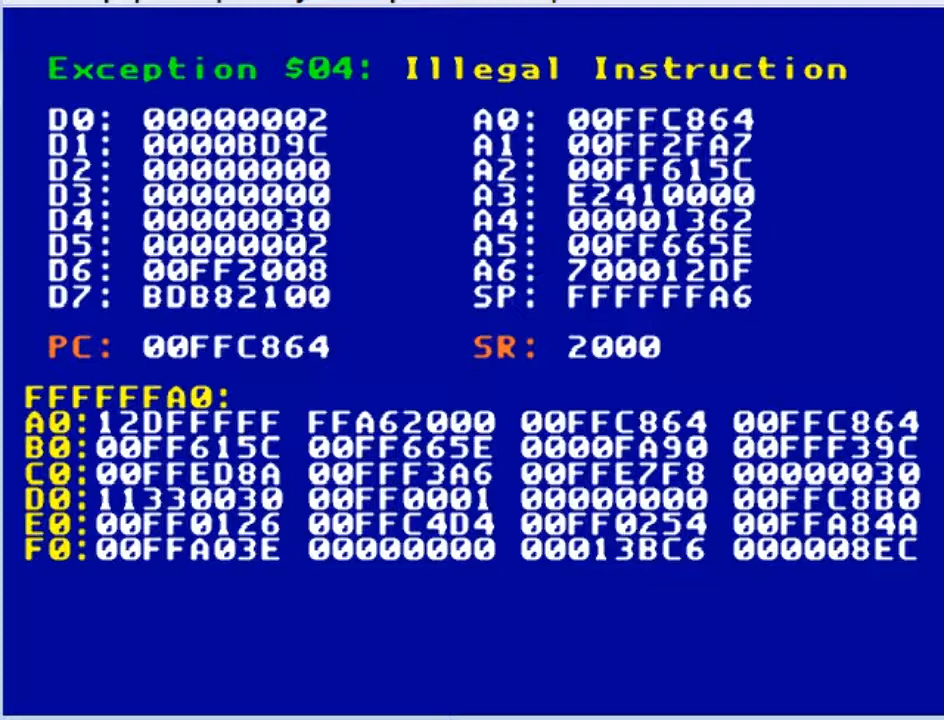 Exception $04: Illegal Instruction
D0: 00000002 A0: 00FFC864
D1: 0000BD9C A1: 00FF2FA7
D2: 00000000 A2: 00FF615C
D3: 00000000 A3: E2410000
D4: 00000030 A4: 00001362
D5: 00000002 A5: 00FF665E
D6: 00FF2008 A6: 700012DF
D7: BDB82100 SP: FFFFFFA6
PC: 00FFC864 SR: 2000
FFFFFFA0:
A0:12DFFFFF FFA62000 00FFC864 00FFC864
B0:00FF615C 00FF665E 0000FA90 00FFF39C
C0:00FFED8A 00FFF3A6 00FFE7F8 00000030
D0:11330030 00FF0001 00000000 00FFC8B0
E0:00FF0126 00FFC4D4 00FF0254 00FFA84A
F0:00FFA03E 00000000 00013BC6 000008EC